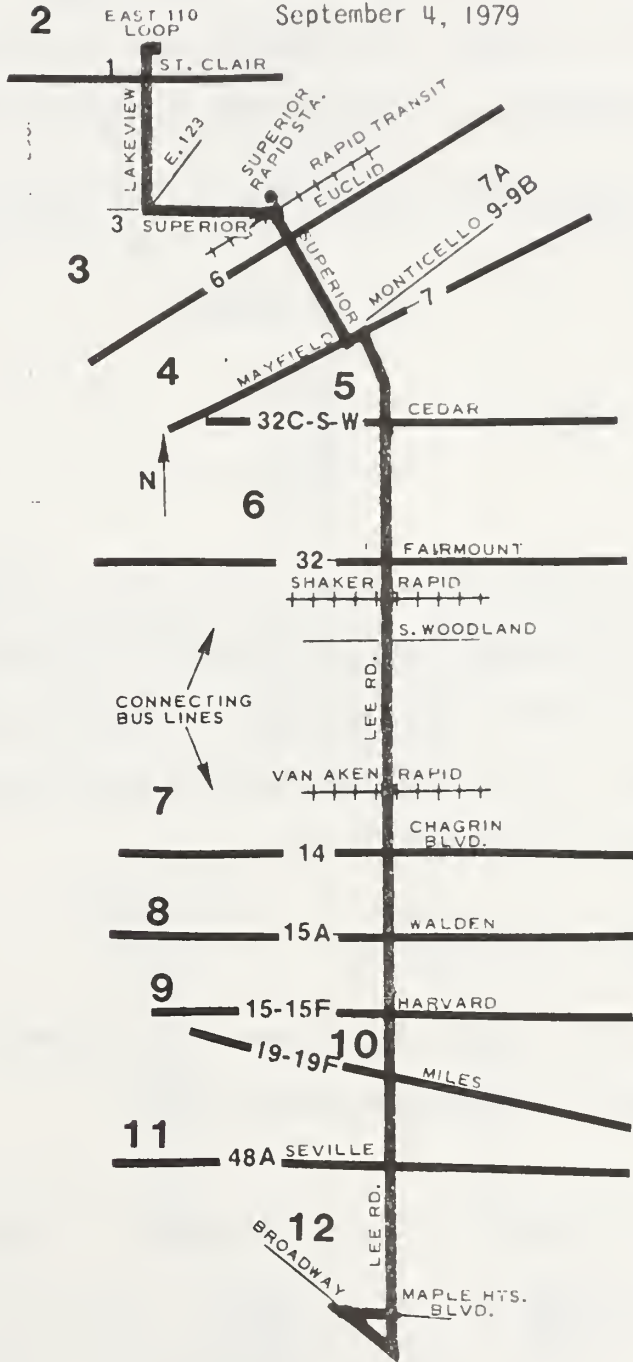 September 4, 1979
2
EAST 110
LOOP
1
ST. CLAIR
LAKEVIEW
E. 123
SUPERIOR
RAPID STA.
RAPID TRANSIT
EUCLID
3
SUPERIOR
3
6
SUPERIOR
MONTICELLO
7A
9-9B
7
MAYFIELD
4
5
32C-S-W
CEDAR
N
6
32
FAIRMOUNT
SHAKER RAPID
S. WOODLAND
LEE RD.
CONNECTING
BUS LINES
VAN AKEN RAPID
7
14
CHAGRIN
BLVD.
8
15A
WALDEN
9
15-15F
HARVARD
10
19-19F
MILES
11
48A
SEVILLE
LEE RD.
12
BROADWAY
MAPLE HTS.
BLVD.